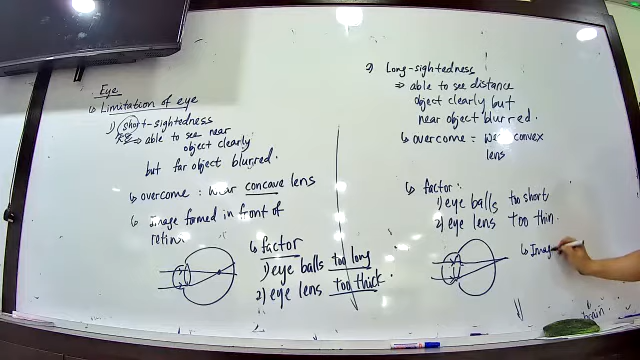 Eye
↳ Limitation of eye
1) short-sightedness
⇒ able to see near
object clearly
but far object blurred.
↳ overcome : wear concave lens
↳ Image formed in front of
retina
↳ factor
1) eye balls too long
2) eye lens too thick.
2) Long-sightedness
⇒ able to see distance
object clearly but
near object blurred.
↳ overcome = wear convex
lens
↳ factor :
1) eye balls too short
2) eye lens too thin.
↳ Imag
brain